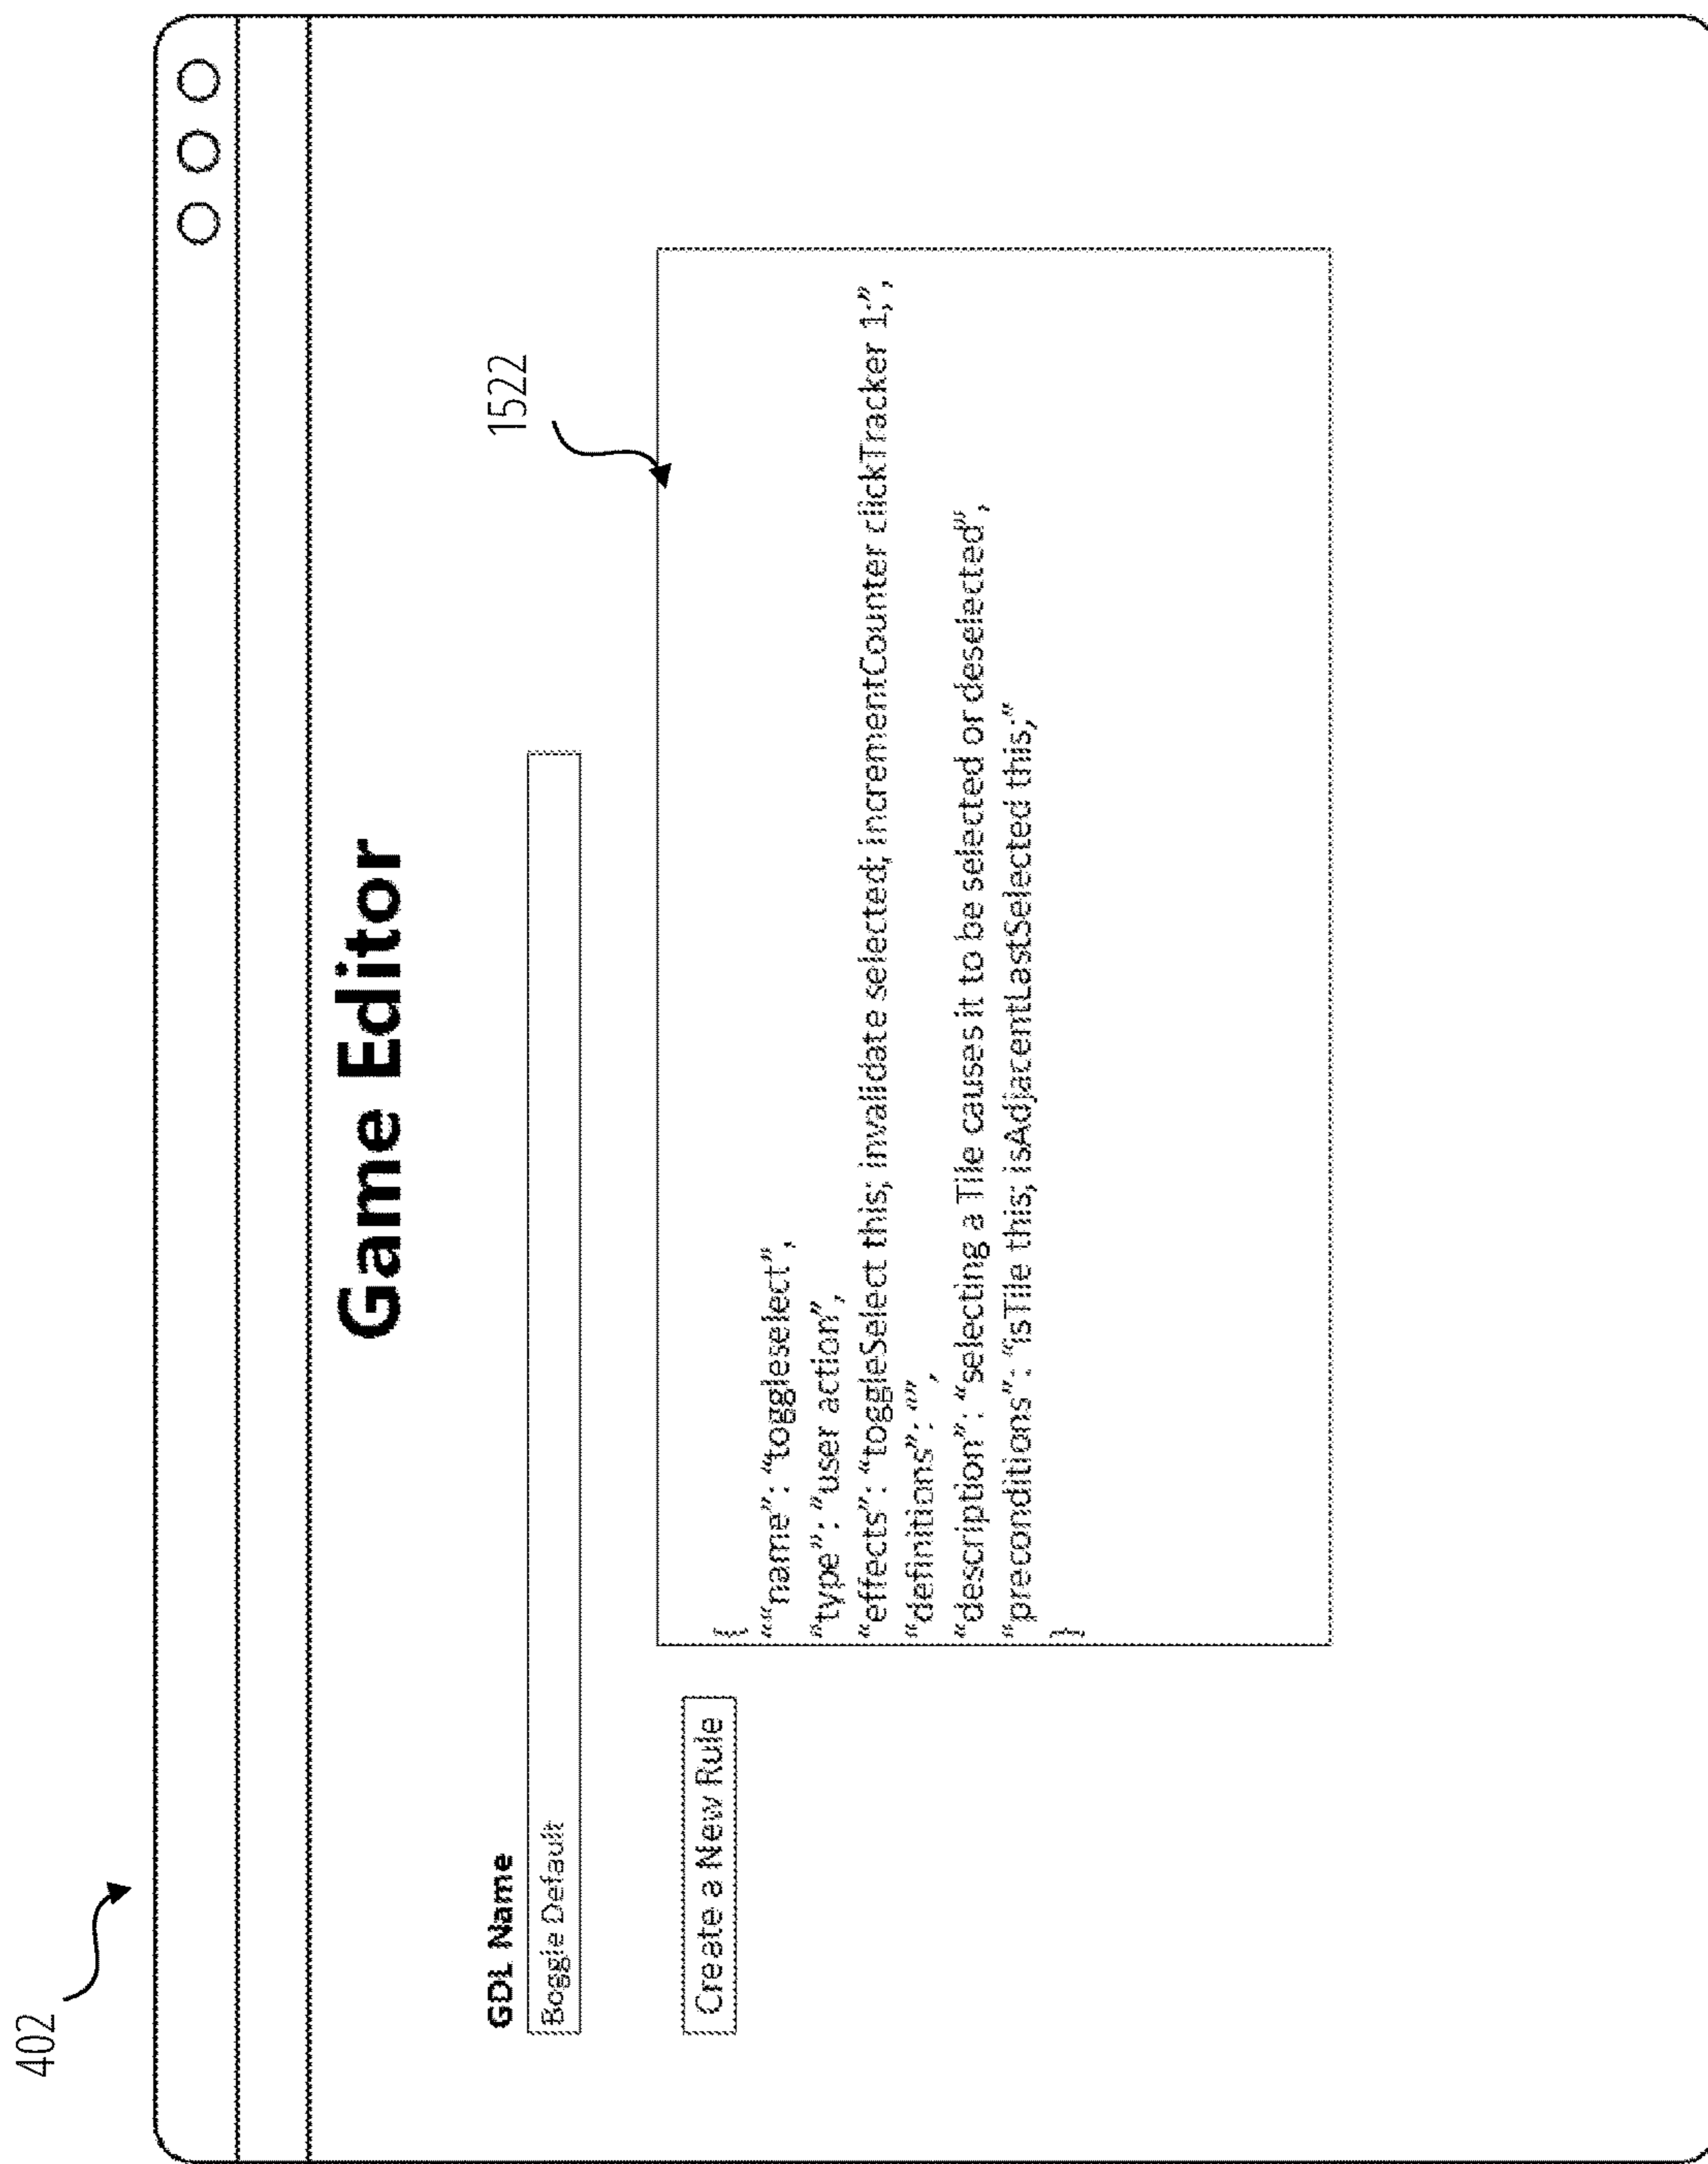 402
Game Editor
GDL Name
Boggle Default
1522
Create a New Rule
{
““name”: “toggleselect”,
“type”: “user action”,
“effects”: “toggleSelect this; invalidate selected; incrementCounter clickTracker 1;”,
“definitions”: “”,
“description”: “selecting a Tile causes it to be selected or deselected”,
“preconditions”: “isTile this; isAdjacentLastSelected this;”
}